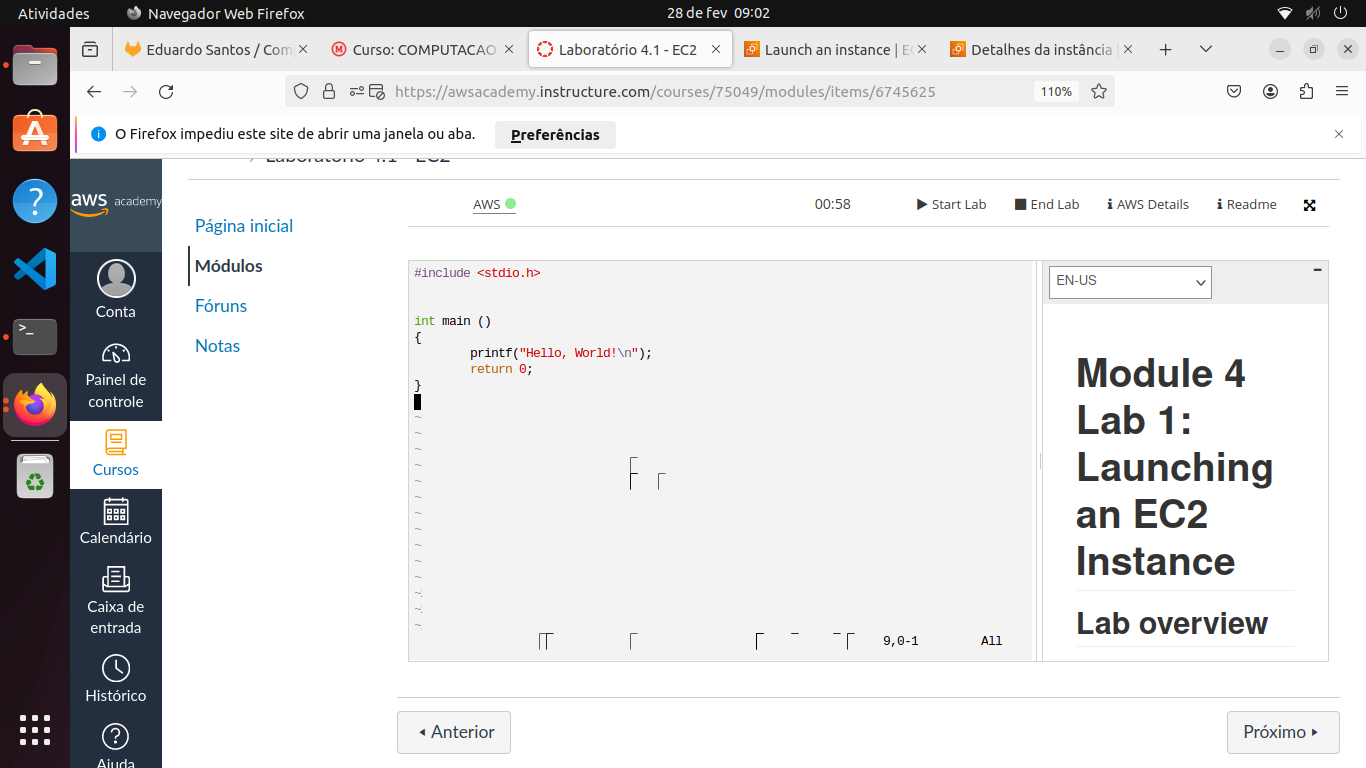 Atividades
Navegador Web Firefox
28 de fev 09:02
Eduardo Santos / Com
Curso: COMPUTACAO
Laboratório 4.1 - EC2
Launch an instance | EC
Detalhes da instância |
https://awsacademy.instructure.com/courses/75049/modules/items/6745625
110%
O Firefox impediu este site de abrir uma janela ou aba.
Preferências
Laboratório 4.1 - EC2
aws academy
AWS
00:58
Start Lab
End Lab
AWS Details
Readme
Página inicial
Módulos
Fóruns
Notas
Conta
Painel de
controle
Cursos
Calendário
Caixa de
entrada
Histórico
Ajuda
#include <stdio.h>
int main ()
{
printf("Hello, World!\n");
return 0;
}
~
~
~
~
~
~
~
~
~
~
~
~
~
~
9,0-1
All
EN-US
Module 4
Lab 1:
Launching
an EC2
Instance
Lab overview
Anterior
Próximo